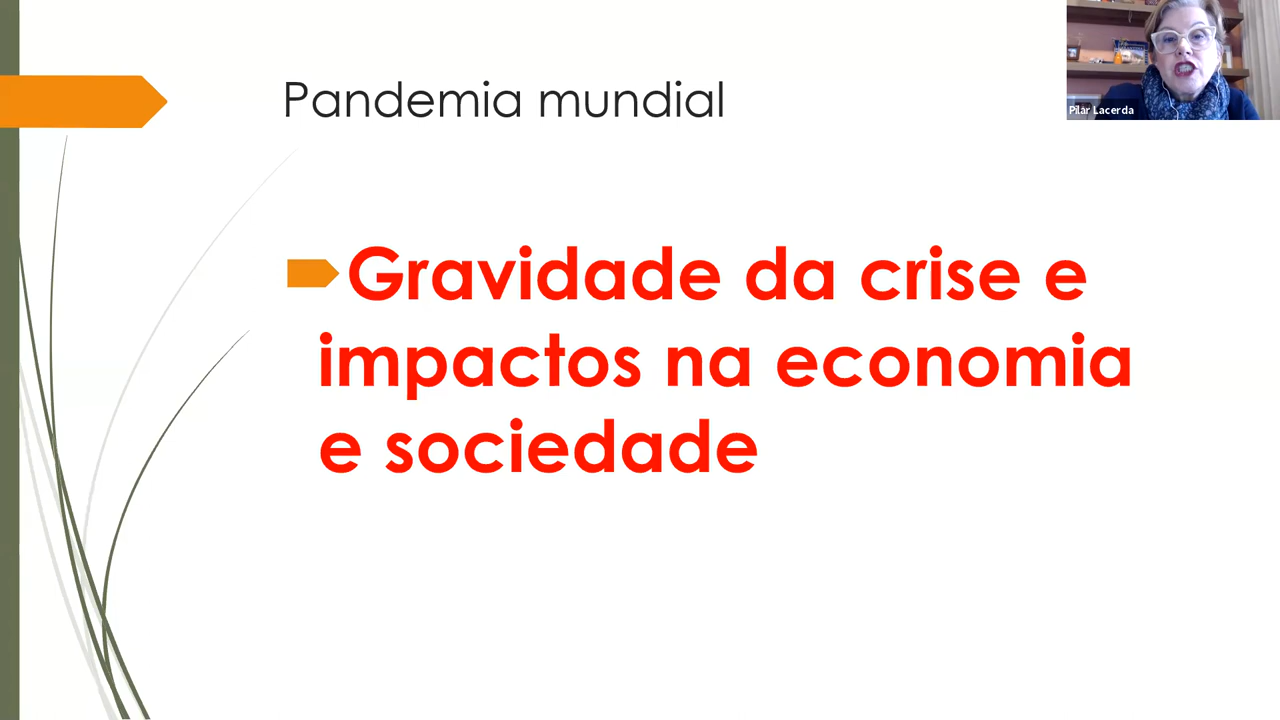 Pandemia mundial
Pilar Lacerda
Gravidade da crise e
impactos na economia
e sociedade